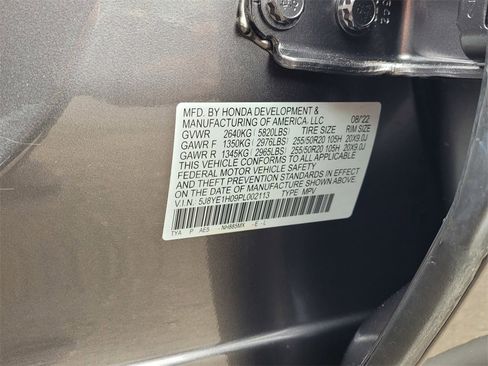 MFD. BY HONDA DEVELOPMENT & 08/22
MANUFACTURING OF AMERICA, LLC
GVWR 2640KG( 5820LBS) TIRE SIZE RIM SIZE
GAWR F 1350KG( 2976LBS) 255/50R20 105H 20X9.0J
GAWR R 1345KG( 2965LBS) 255/50R20 105H 20X9.0J
THIS VEHICLE CONFORMS TO ALL APPLICABLE
FEDERAL MOTOR VEHICLE SAFETY
AND THEFT PREVENTION STANDARDS IN EFFECT
ON THE DATE OF MANUFACTURE SHOWN ABOVE.
V.I.N. 5J8YE1H09PL002113 TYPE: MPV
TYA P AES NH885MX E-L